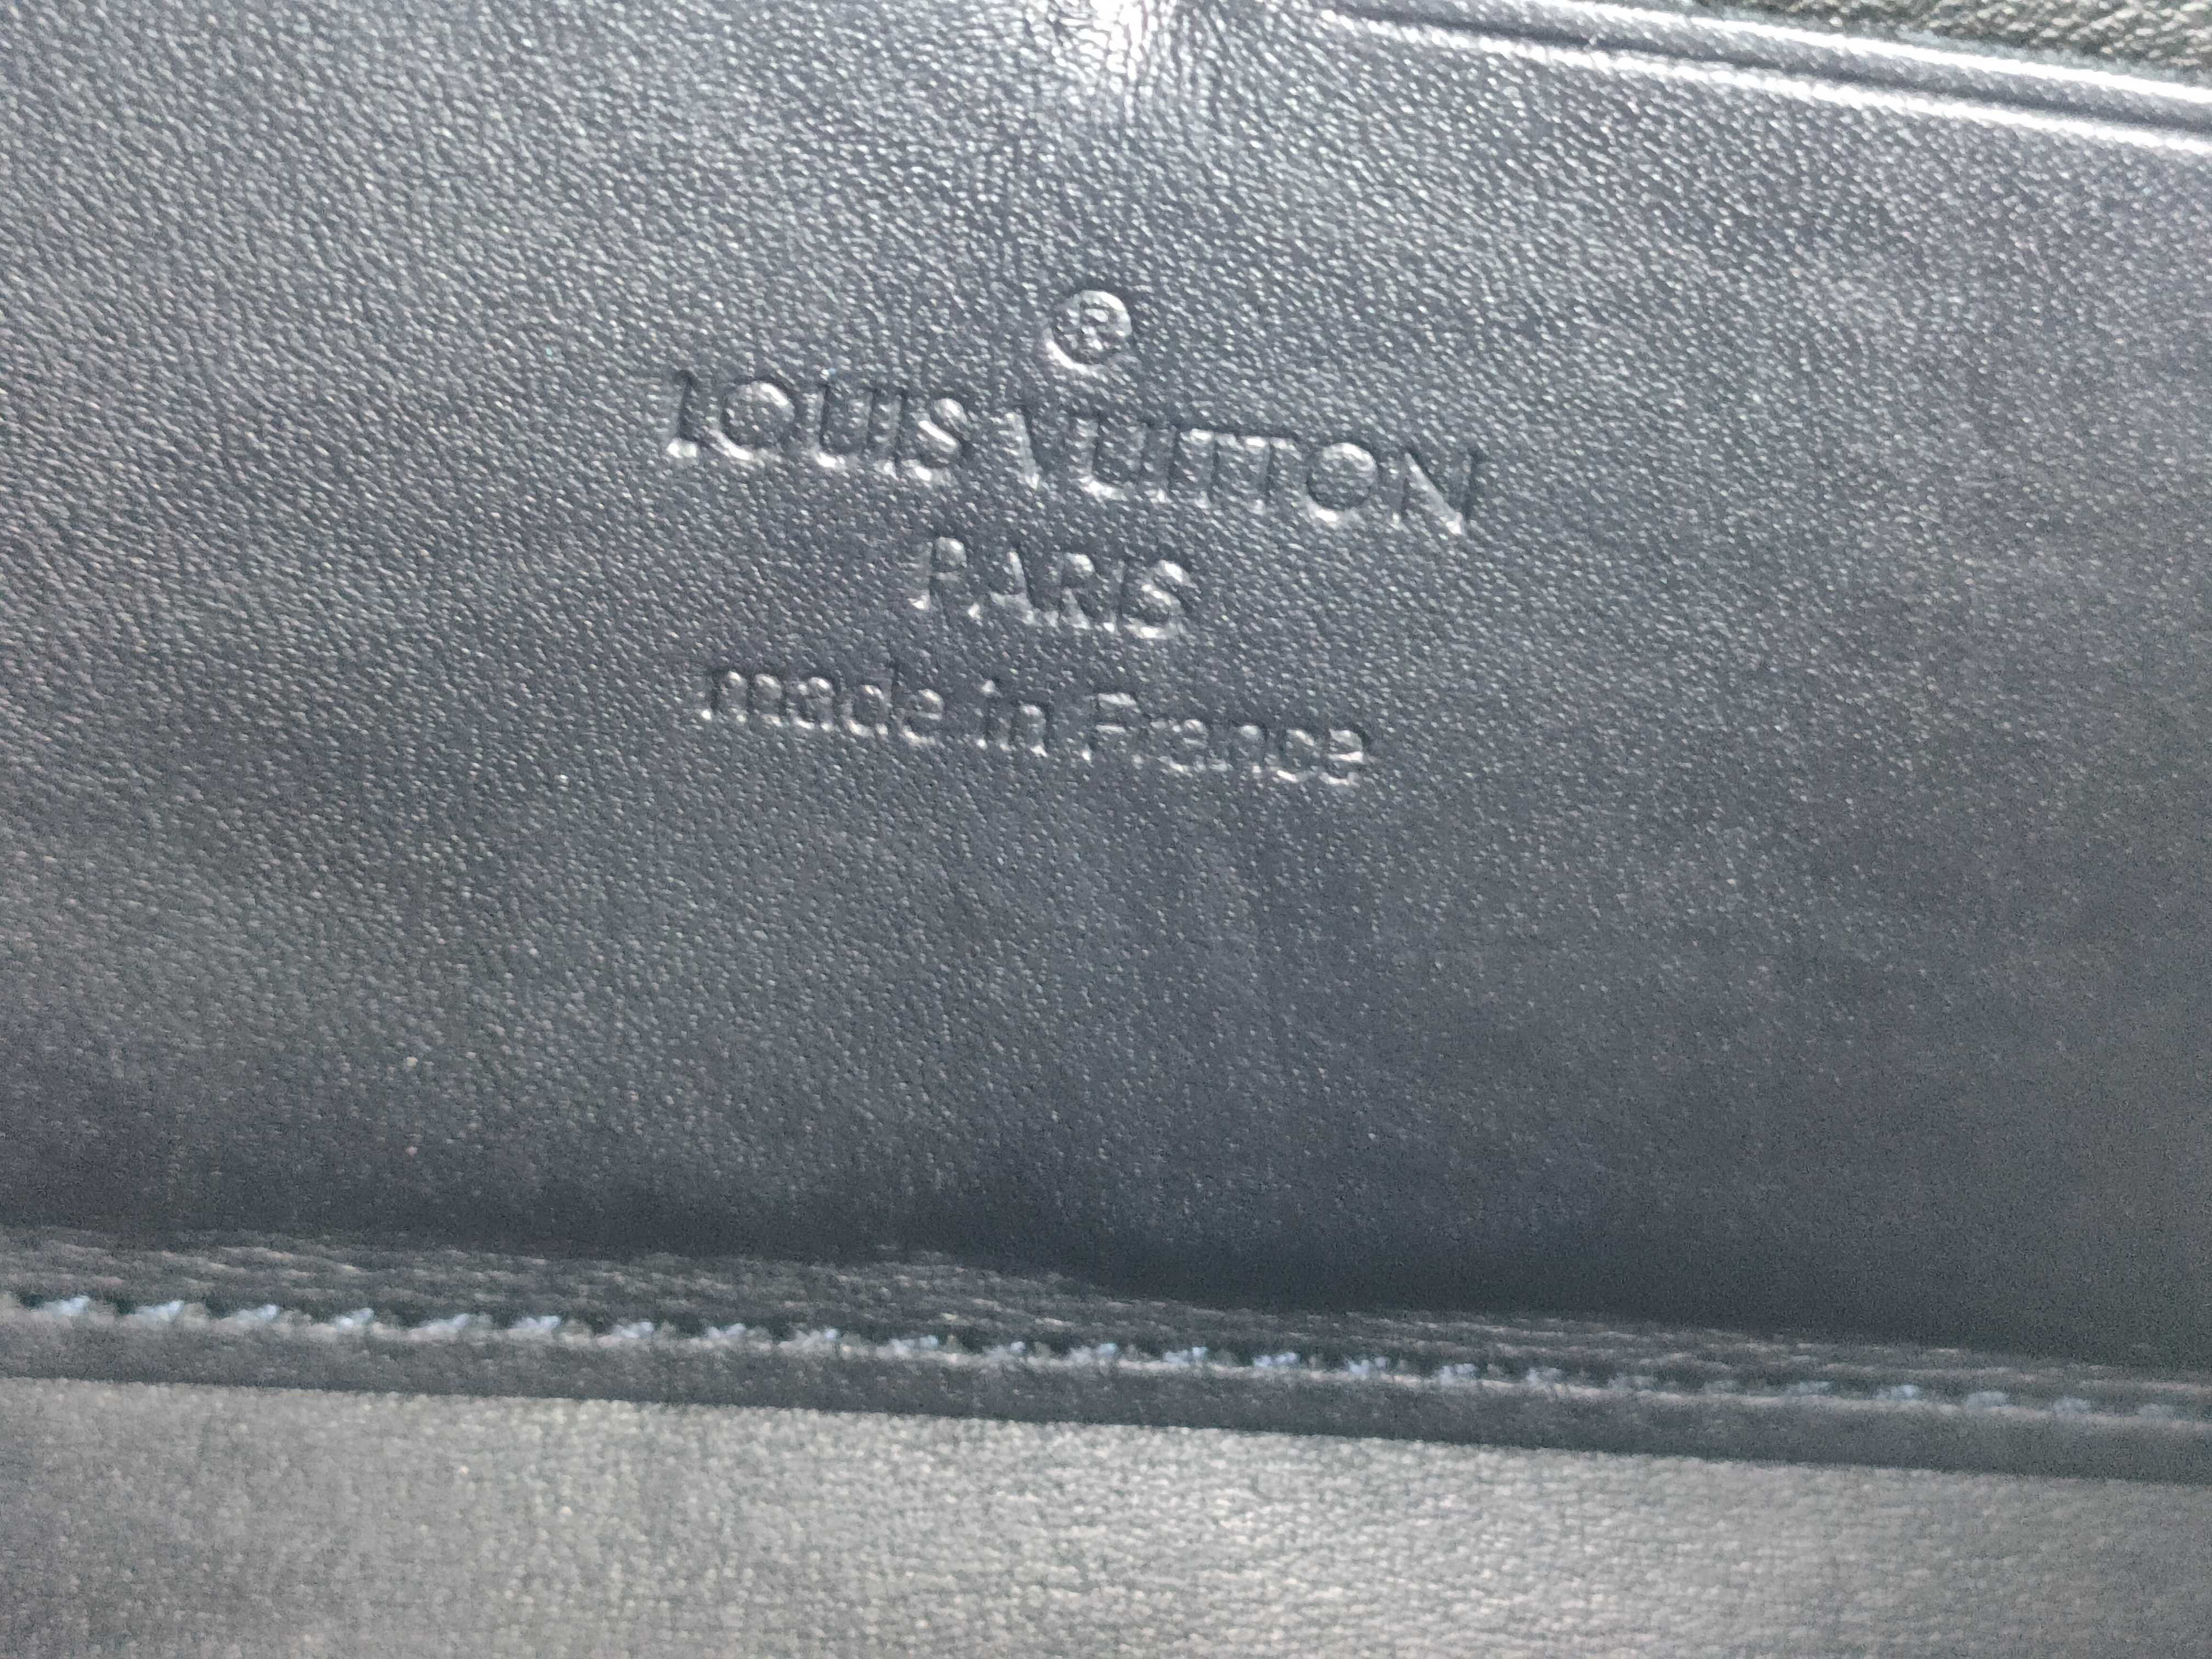 ®
LOUIS VUITTON
PARIS
made in France